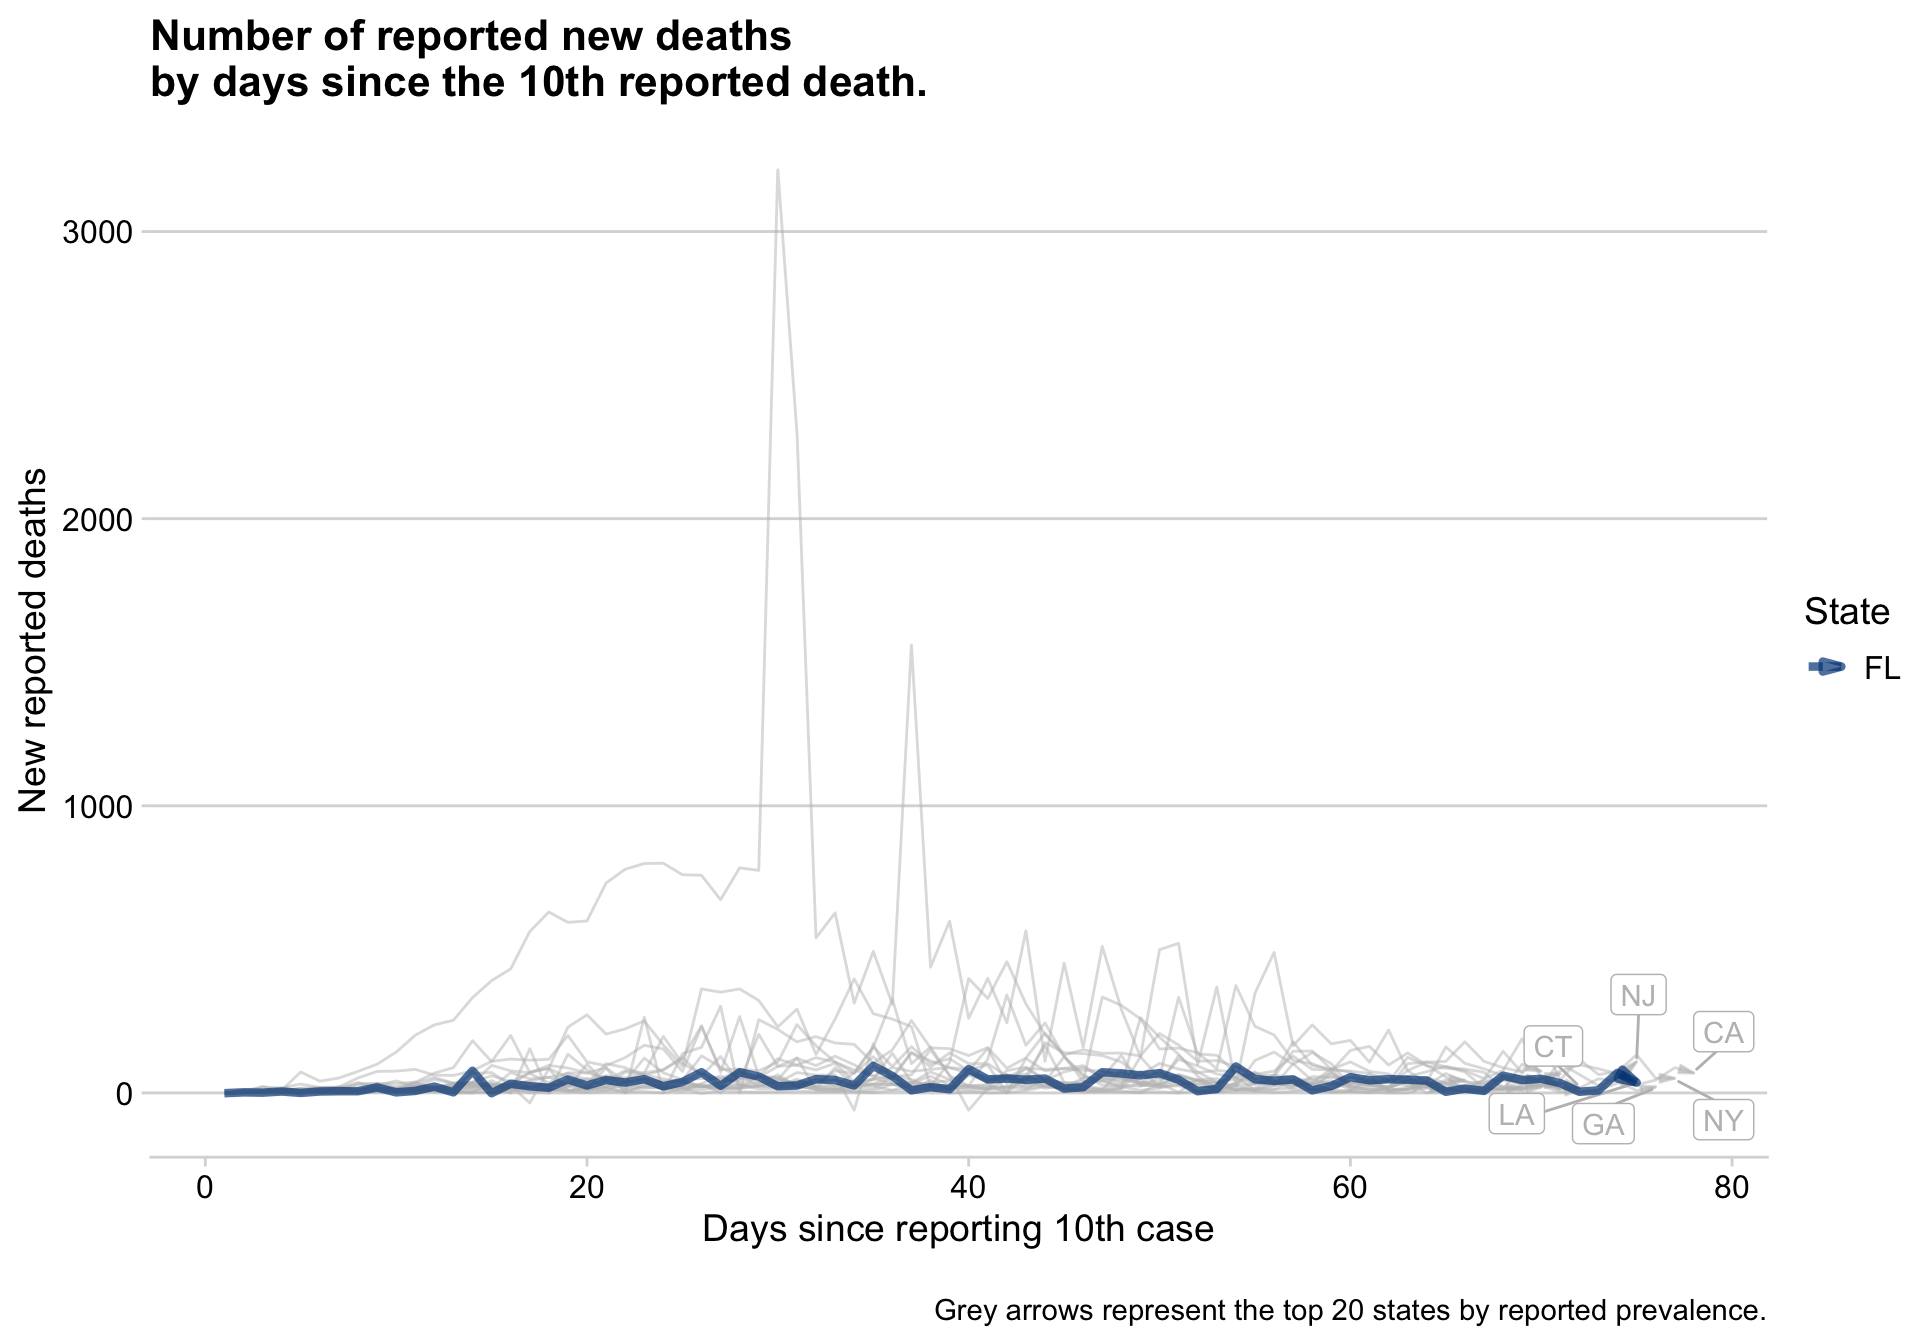 Number of reported new deaths
by days since the 10th reported death.
New reported deaths
3000
2000
1000
0
0
20
40
60
80
Days since reporting 10th case
NJ
CA
CT
LA
GA
NY
State
FL
Grey arrows represent the top 20 states by reported prevalence.